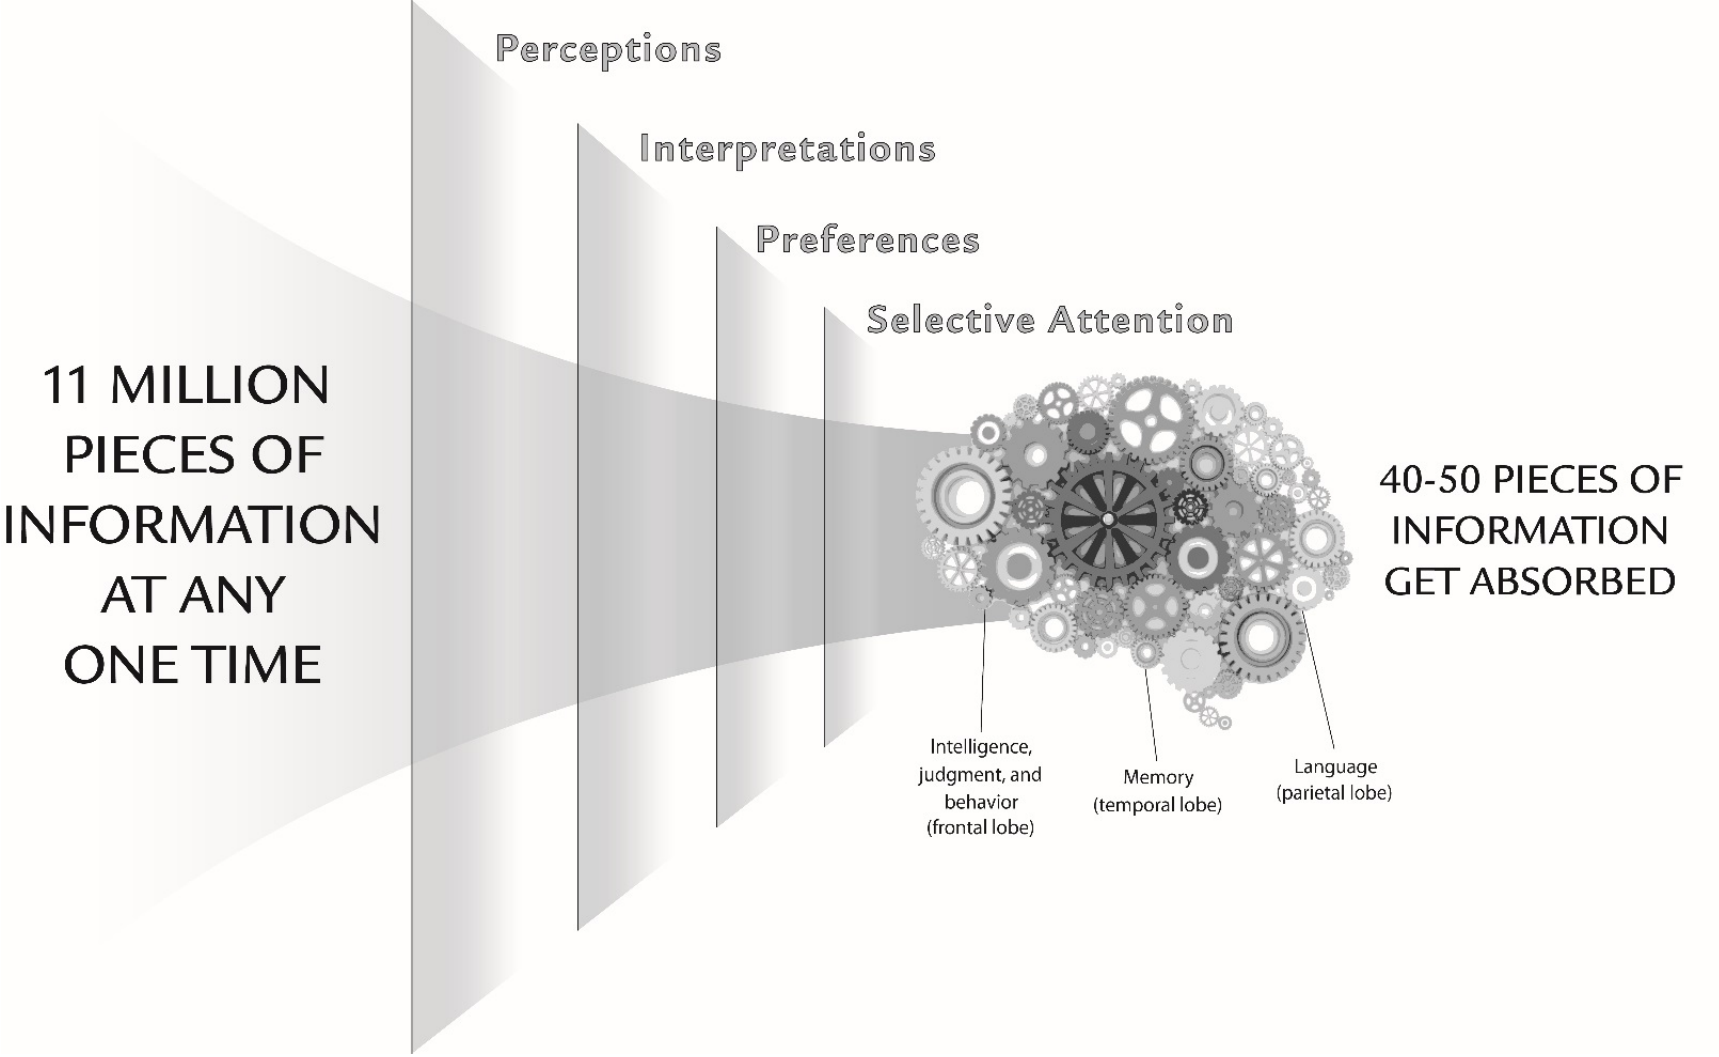 Perceptions
Interpretations
Preferences
Selective Attention
11 MILLION
PIECES OF
INFORMATION
AT ANY
ONE TIME
40-50 PIECES OF
INFORMATION
GET ABSORBED
Intelligence,
judgment, and
behavior
(frontal lobe)
Memory
(temporal lobe)
Language
(parietal lobe)